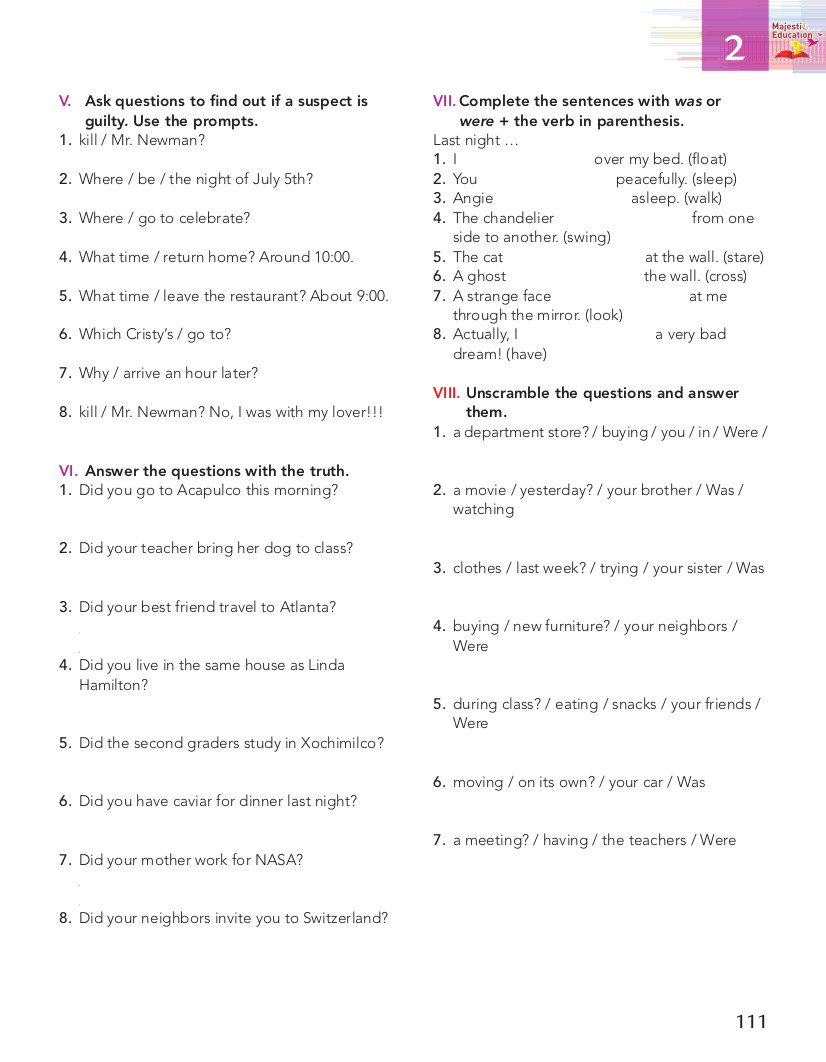 2
Majesti
Education
V. Ask questions to find out if a suspect is
guilty. Use the prompts.
1. kill / Mr. Newman?
2. Where / be / the night of July 5th?
3. Where / go to celebrate?
4. What time / return home? Around 10:00.
5. What time / leave the restaurant? About 9:00.
6. Which Cristy's / go to?
7. Why / arrive an hour later?
8. kill / Mr. Newman? No, I was with my lover!!!
VI. Answer the questions with the truth.
1. Did you go to Acapulco this morning?
2. Did your teacher bring her dog to class?
3. Did your best friend travel to Atlanta?
4. Did you live in the same house as Linda
Hamilton?
5. Did the second graders study in Xochimilco?
6. Did you have caviar for dinner last night?
7. Did your mother work for NASA?
8. Did your neighbors invite you to Switzerland?
VII. Complete the sentences with was or
were + the verb in parenthesis.
Last night …
1. I over my bed. (float)
2. You peacefully. (sleep)
3. Angie asleep. (walk)
4. The chandelier from one
side to another. (swing)
5. The cat at the wall. (stare)
6. A ghost the wall. (cross)
7. A strange face at me
through the mirror. (look)
8. Actually, I a very bad
dream! (have)
VIII. Unscramble the questions and answer
them.
1. a department store? / buying / you / in / Were /
2. a movie / yesterday? / your brother / Was /
watching
3. clothes / last week? / trying / your sister / Was
4. buying / new furniture? / your neighbors /
Were
5. during class? / eating / snacks / your friends /
Were
6. moving / on its own? / your car / Was
7. a meeting? / having / the teachers / Were
111